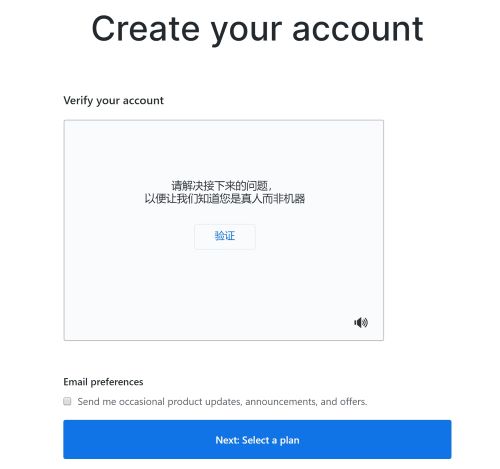 Create your account
Verify your account
请解决接下来的问题，
以便让我们知道您是真人而非机器
验证
Email preferences
Send me occasional product updates, announcements, and offers.
Next: Select a plan